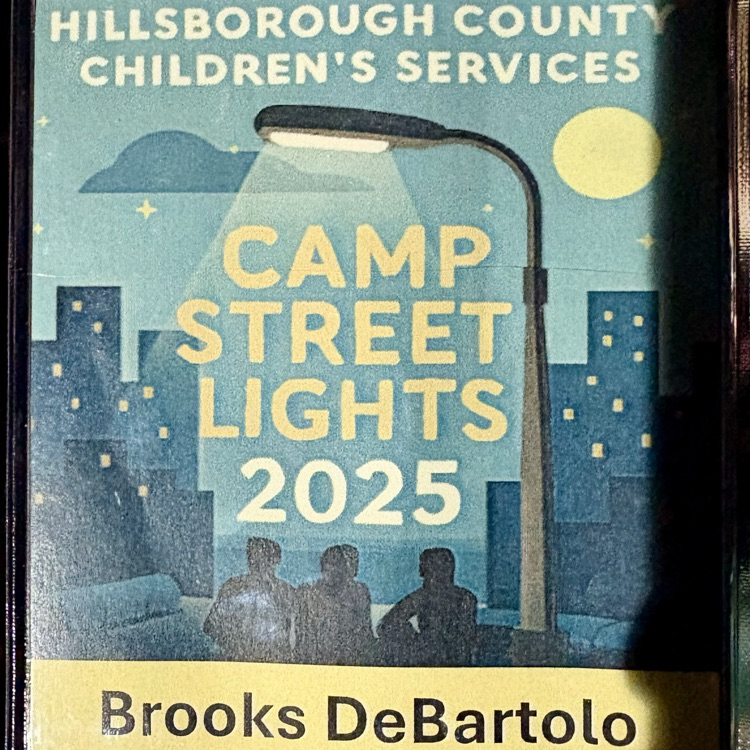 HILLSBOROUGH COUNTY
CHILDREN'S SERVICES
CAMP
STREET
LIGHTS
2025
Brooks DeBartolo